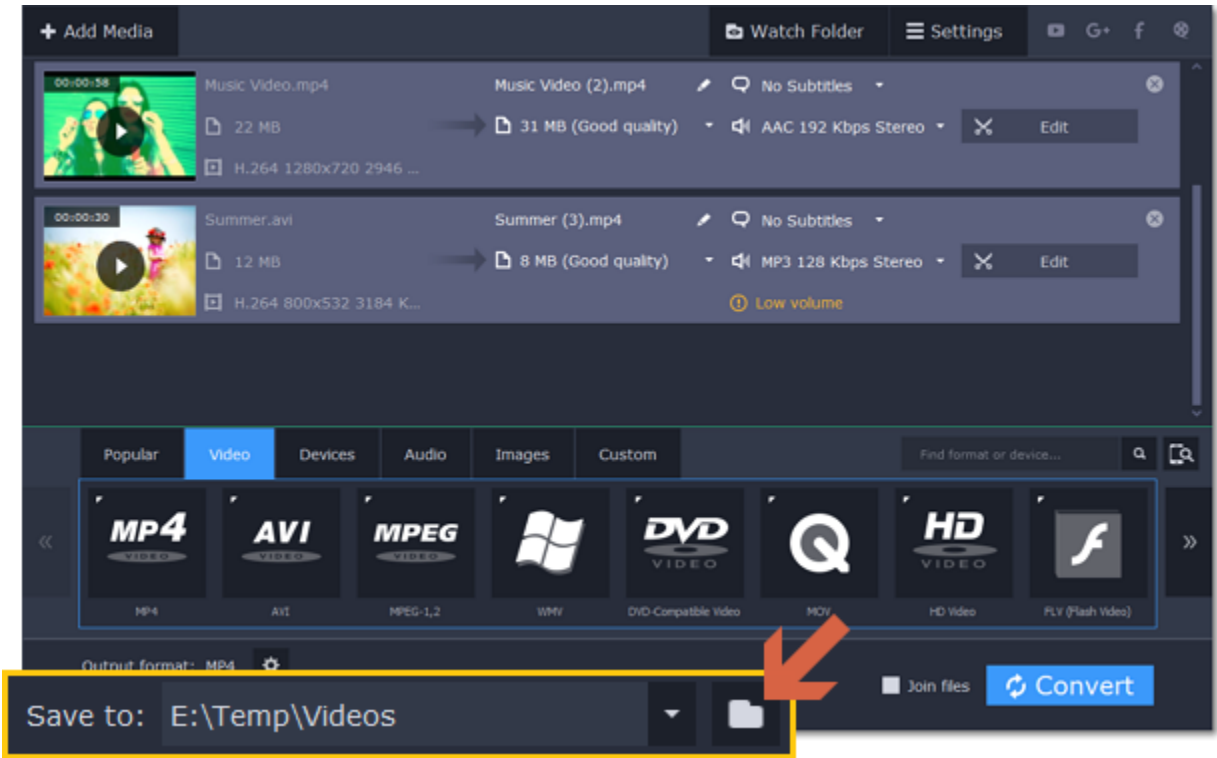 Add Media
Watch Folder
Settings
G+
00:00:58
Music Video.mp4
Music Video (2).mp4
No Subtitles
22 MB
31 MB (Good quality)
AAC 192 Kbps Stereo
Edit
H.264 1280x720 2946 ...
00:00:30
Summer.avi
Summer (3).mp4
No Subtitles
12 MB
8 MB (Good quality)
MP3 128 Kbps Stereo
Edit
H.264 800x532 3184 K...
Low volume
Popular
Video
Devices
Audio
Images
Custom
Find format or device...
MP4 VIDEO
AVI VIDEO
MPEG VIDEO
DVD VIDEO
HD VIDEO
MP4
AVI
MPEG-1,2
WMV
DVD-Compatible Video
MOV
HD Video
FLV (Flash Video)
Output format: MP4
Join files
Convert
Save to: E:\Temp\Videos